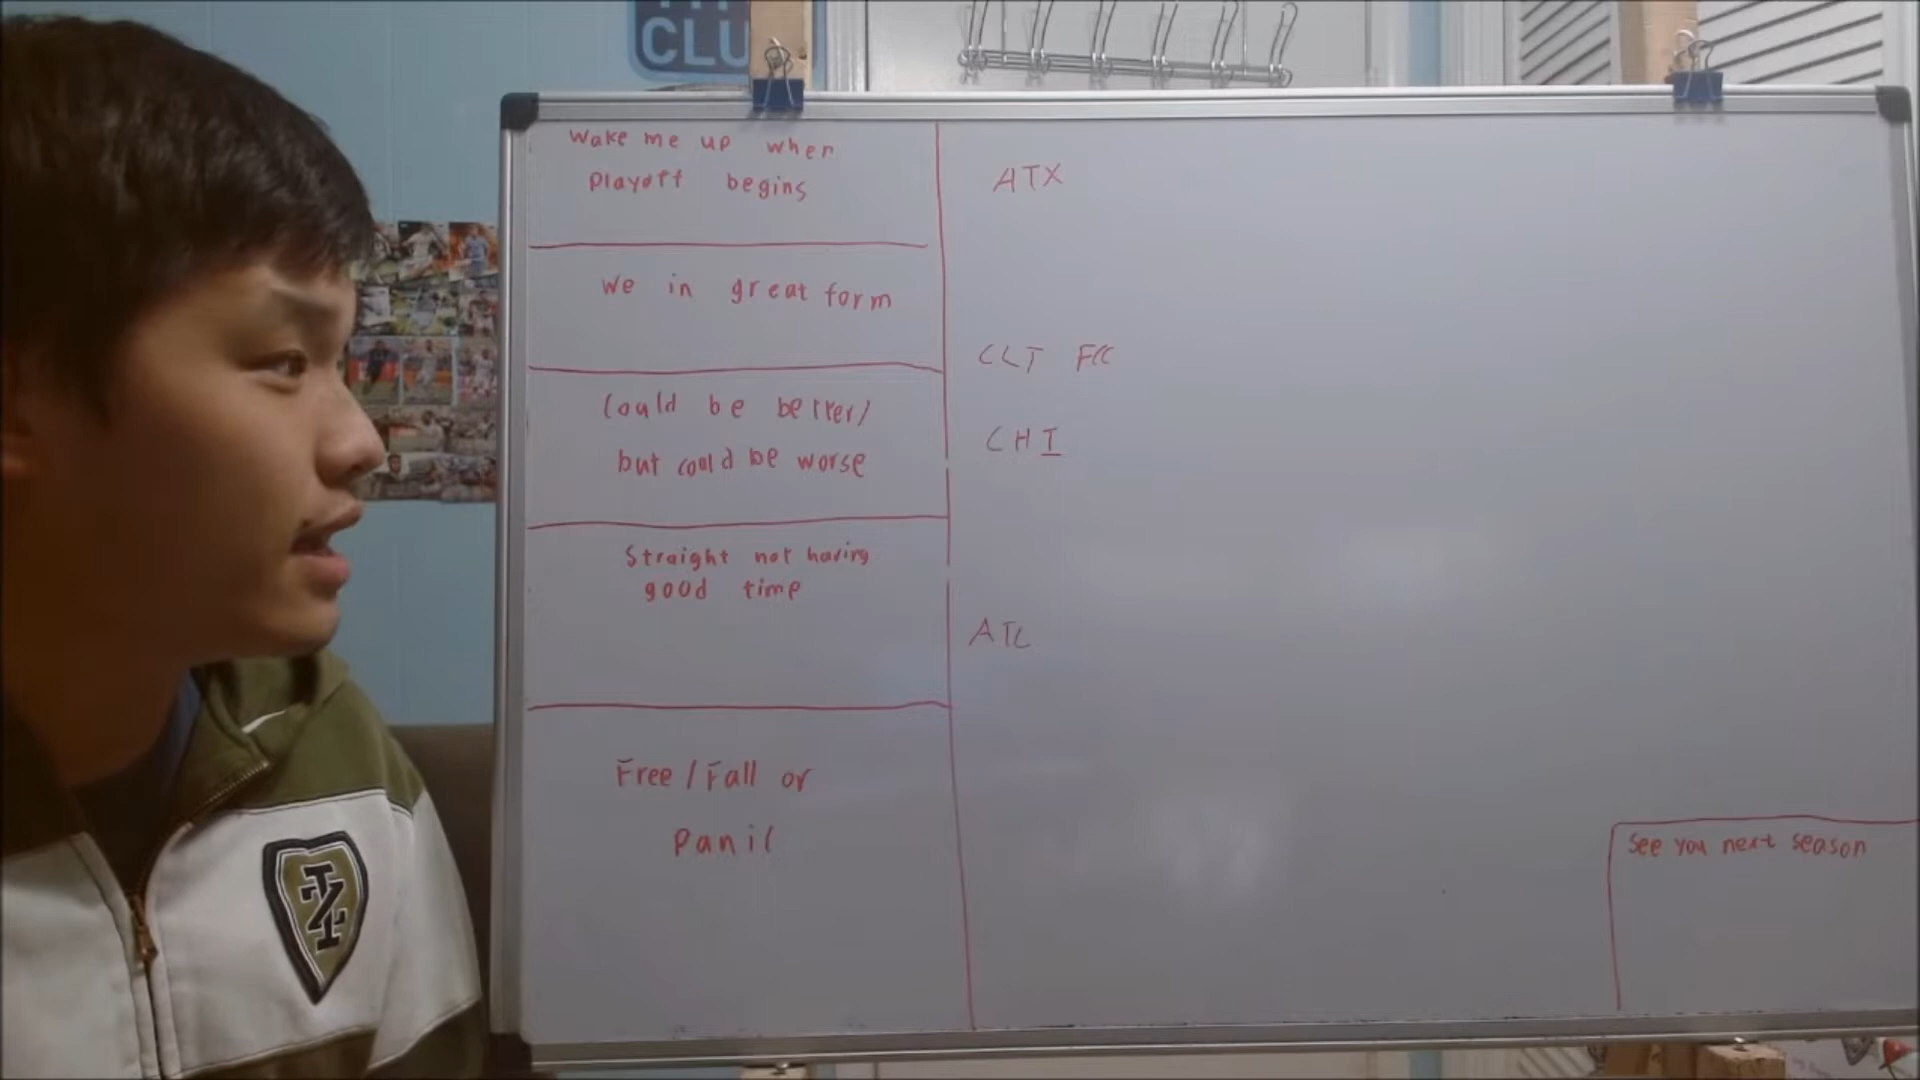 CLU
Wake me up when
Playoff begins
ATX
We in great form
CLT FCC
Could be better/
but could be worse
CHI
Straight not having
good time
ATL
Free / Fall or
Panic
See you next season